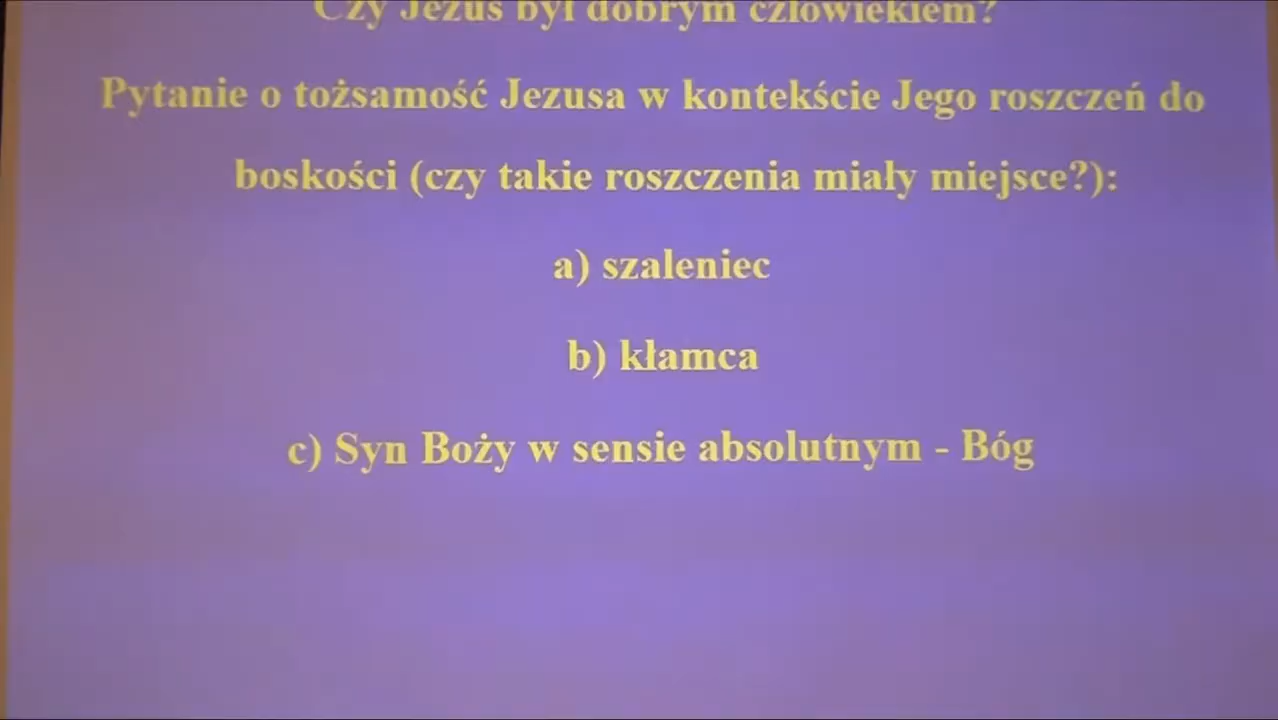 Czy Jezus był dobrym człowiekiem?
Pytanie o tożsamość Jezusa w kontekście Jego roszczeń do
boskości (czy takie roszczenia miały miejsce?):
a) szaleniec
b) kłamca
c) Syn Boży w sensie absolutnym - Bóg